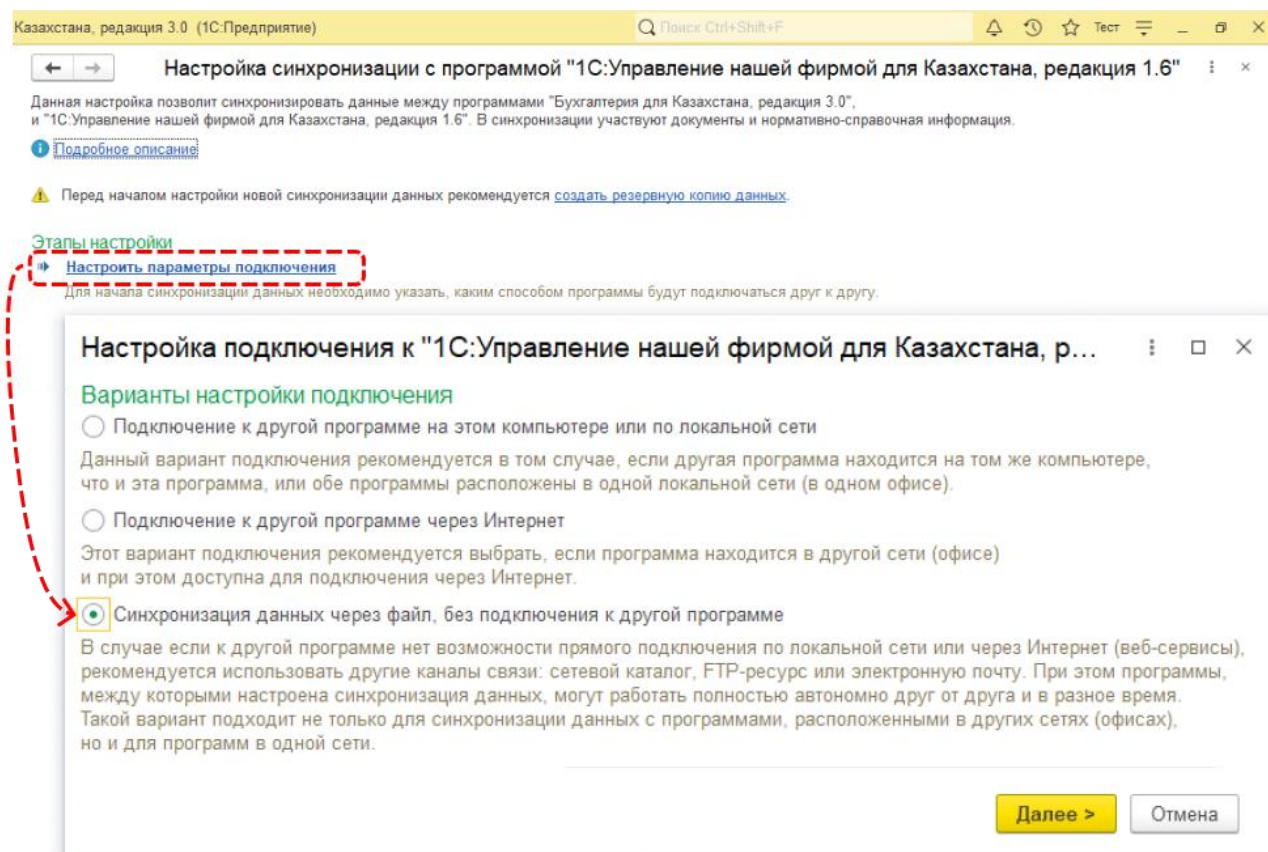 Казахстана, редакция 3.0 (1С:Предприятие)
Поиск Ctrl+Shift+F
Тест
Настройка синхронизации с программой "1С:Управление нашей фирмой для Казахстана, редакция 1.6"
Данная настройка позволит синхронизировать данные между программами "Бухгалтерия для Казахстана, редакция 3.0",
и "1С:Управление нашей фирмой для Казахстана, редакция 1.6". В синхронизации участвуют документы и нормативно-справочная информация.
Подробное описание
Перед началом настройки новой синхронизации данных рекомендуется создать резервную копию данных.
Этапы настройки
Настроить параметры подключения
Для начала синхронизации данных необходимо указать, каким способом программы будут подключаться друг к другу.
Настройка подключения к "1С:Управление нашей фирмой для Казахстана, р...
Варианты настройки подключения
Подключение к другой программе на этом компьютере или по локальной сети
Данный вариант подключения рекомендуется в том случае, если другая программа находится на том же компьютере,
что и эта программа, или обе программы расположены в одной локальной сети (в одном офисе).
Подключение к другой программе через Интернет
Этот вариант подключения рекомендуется выбрать, если программа находится в другой сети (офисе)
и при этом доступна для подключения через Интернет.
Синхронизация данных через файл, без подключения к другой программе
В случае если к другой программе нет возможности прямого подключения по локальной сети или через Интернет (веб-сервисы),
рекомендуется использовать другие каналы связи: сетевой каталог, FTP-ресурс или электронную почту. При этом программы,
между которыми настроена синхронизация данных, могут работать полностью автономно друг от друга и в разное время.
Такой вариант подходит не только для синхронизации данных с программами, расположенными в других сетях (офисах),
но и для программ в одной сети.
Далее >
Отмена